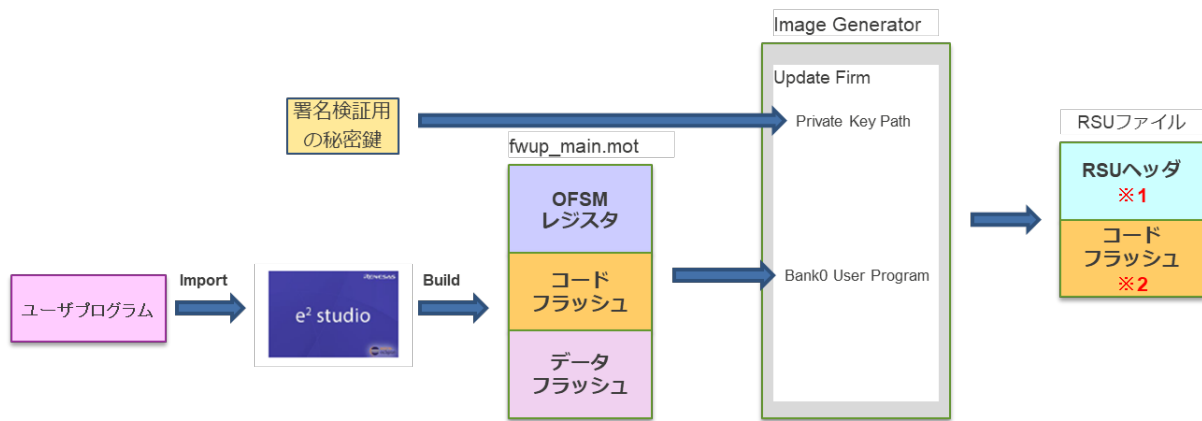 Image Generator
Update Firm
署名検証用
の秘密鍵
Private Key Path
RSUファイル
fwup_main.mot
RSUヘッダ
※1
OFSM
レジスタ
コード
フラッシュ
※2
Import
Build
Bank0 User Program
ユーザプログラム
RENESAS
e² studio
コード
フラッシュ
データ
フラッシュ